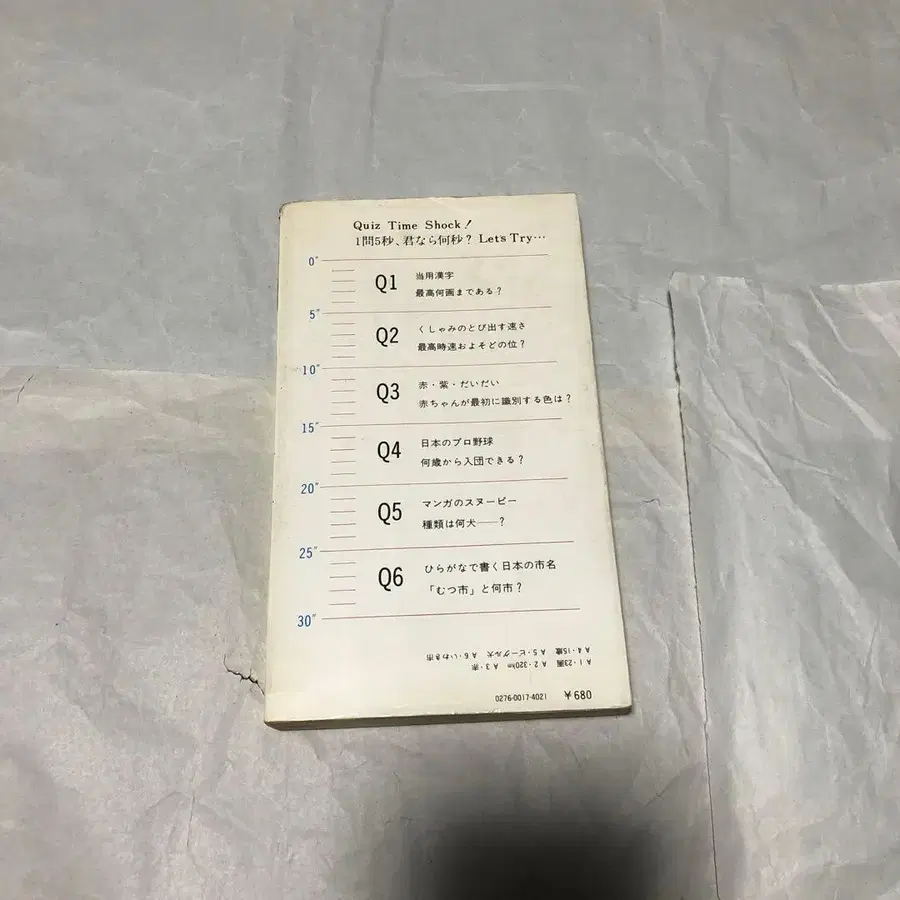 Quiz Time Shock!
1問5秒、君なら何秒? Let's Try…
0″
Q1 当用漢字
最高何画まである?
5″
Q2 くしゃみのとび出す速さ
最高時速およそどの位?
10″
Q3 赤・紫・だいだい
赤ちゃんが最初に識別する色は?
15″
Q4 日本のプロ野球
何歳から入団できる?
20″
Q5 マンガのスヌーピー
種類は何犬──?
25″
Q6 ひらがなで書く日本の市名
「むつ市」と何市?
30″
A1・23画 A2・320km A3・赤
A4・15歳 A5・ビーグル犬 A6・いわき市
0276-0017-4021 ¥680